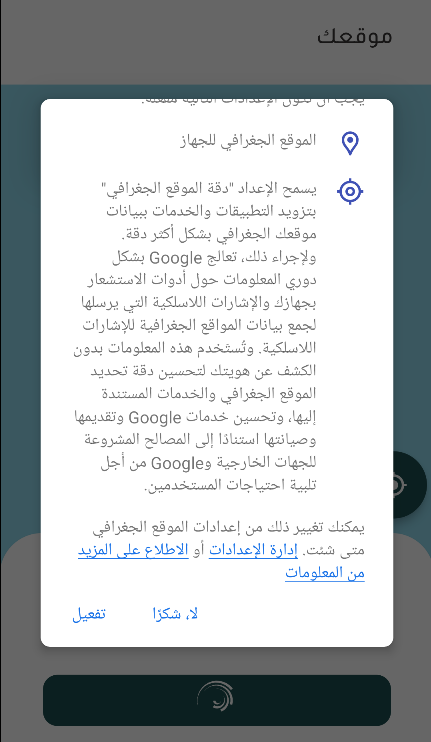 موقعك
يجب أن تكون الإعدادات التالية مفعّلة:
الموقع الجغرافي للجهاز
يسمح الإعداد "دقة الموقع الجغرافي"
بتزويد التطبيقات والخدمات ببيانات
موقعك الجغرافي بشكل أكثر دقة.
ولإجراء ذلك، تعالج Google بشكل
دوري المعلومات حول أدوات الاستشعار
بجهازك والإشارات اللاسلكية التي يرسلها
لجمع بيانات المواقع الجغرافية للإشارات
اللاسلكية. وتُستَخدم هذه المعلومات بدون
الكشف عن هويتك لتحسين دقة تحديد
الموقع الجغرافي والخدمات المستندة
إليها، وتحسين خدمات Google وتقديمها
وصيانتها استنادًا إلى المصالح المشروعة
للجهات الخارجية وGoogle من أجل
تلبية احتياجات المستخدمين.
يمكنك تغيير ذلك من إعدادات الموقع الجغرافي
متى شئت. إدارة الإعدادات أو الاطلاع على المزيد
من المعلومات
لا، شكرًا
تفعيل